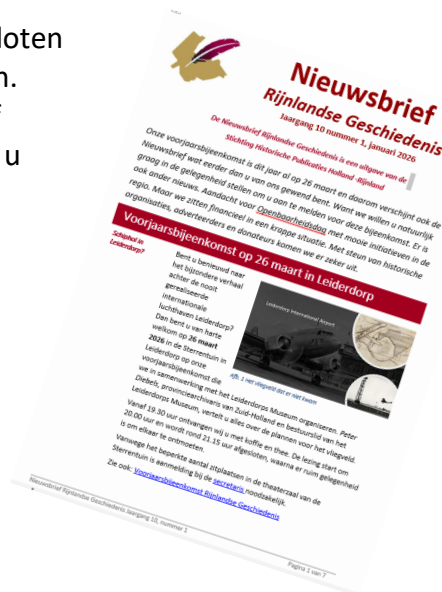 loten
n.
u
Nieuwsbrief
Rijnlandse Geschiedenis
Jaargang 10 nummer 1, januari 2026
De Nieuwsbrief Rijnlandse Geschiedenis is een uitgave van de
Stichting Historische Publicaties Holland -Rijnland
Onze voorjaarsbijeenkomst is dit jaar al op 26 maart en daarom verschijnt ook de
Nieuwsbrief wat eerder dan u van ons gewend bent. Want we willen u natuurlijk
graag in de gelegenheid stellen om u aan te melden voor deze bijeenkomst. Er is
ook ander nieuws. Aandacht voor Openbaarheidsdag met mooie initiatieven in de
regio. Maar we zitten financieel in een krappe situatie. Met steun van historische
organisaties, adverteerders en donateurs komen we er zeker uit.
Voorjaarsbijeenkomst op 26 maart in Leiderdorp
Schiphol in
Leiderdorp?
Bent u benieuwd naar
het bijzondere verhaal
achter de nooit
gerealiseerde
internationale
luchthaven Leiderdorp?
Dan bent u van harte
welkom op 26 maart
2026 in de Sterrentuin in
Leiderdorp op onze
voorjaarsbijeenkomst die
Leiderdorp International Airport
Afb. 1 Het vliegveld dat er niet kwam
we in samenwerking met het Leiderdorps Museum organiseren. Peter
Diebels, provinciearchivaris van Zuid-Holland en bestuurslid van het
Leiderdorps Museum, vertelt u alles over de plannen voor het vliegveld.
Vanaf 19.30 uur ontvangen wij u met koffie en thee. De lezing start om
20.00 uur en wordt rond 21.15 uur afgesloten, waarna er ruim gelegenheid
is om elkaar te ontmoeten.
Vanwege het beperkte aantal zitplaatsen in de theaterzaal van de
Sterrentuin is aanmelding bij de secretaris noodzakelijk.
Zie ook: Voorjaarsbijeenkomst Rijnlandse Geschiedenis
Nieuwsbrief Rijnlandse Geschiedenis Jaargang 10, nummer 1
Pagina 1 van 7